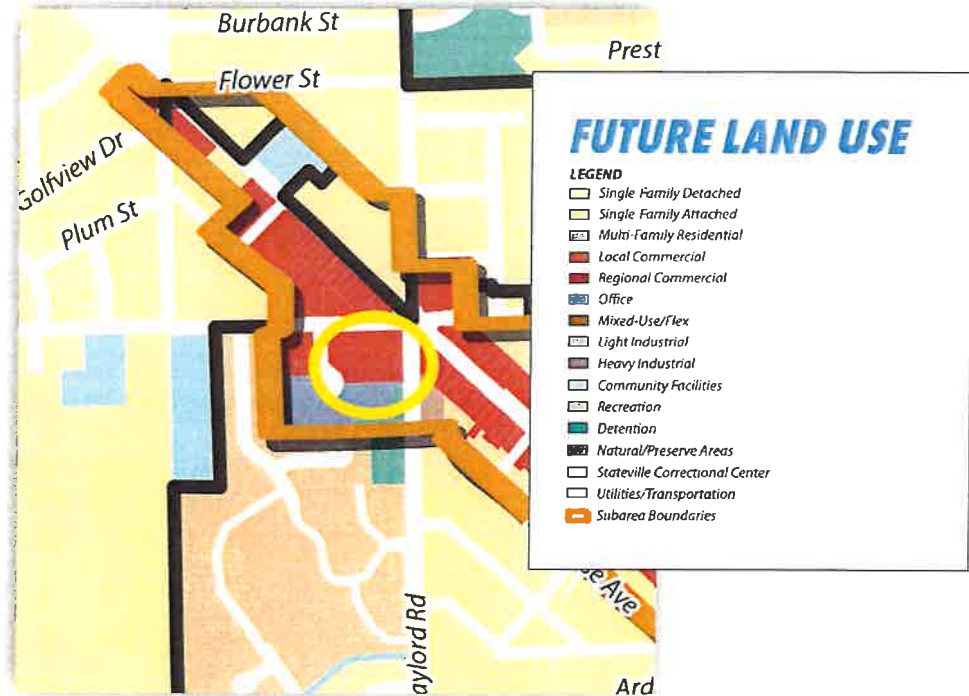 Burbank St
Prest
Flower St
Golfview Dr
Plum St
aylord Rd
se Ave
Ard
FUTURE LAND USE
LEGEND
Single Family Detached
Single Family Attached
Multi-Family Residential
Local Commercial
Regional Commercial
Office
Mixed-Use/Flex
Light Industrial
Heavy Industrial
Community Facilities
Recreation
Detention
Natural/Preserve Areas
Stateville Correctional Center
Utilities/Transportation
Subarea Boundaries